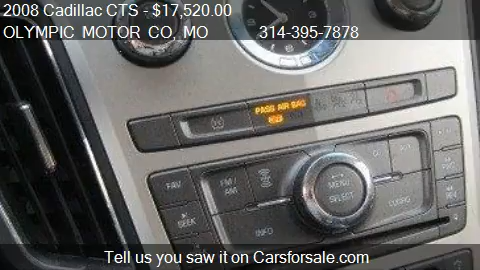 2008 Cadillac CTS - $17,520.00
OLYMPIC MOTOR CO, MO 314-395-7878
PASS AIR BAG
FAV
FM / AM
MENU
SELECT
SEEK
INFO
CONFIG
Tell us you saw it on Carsforsale.com